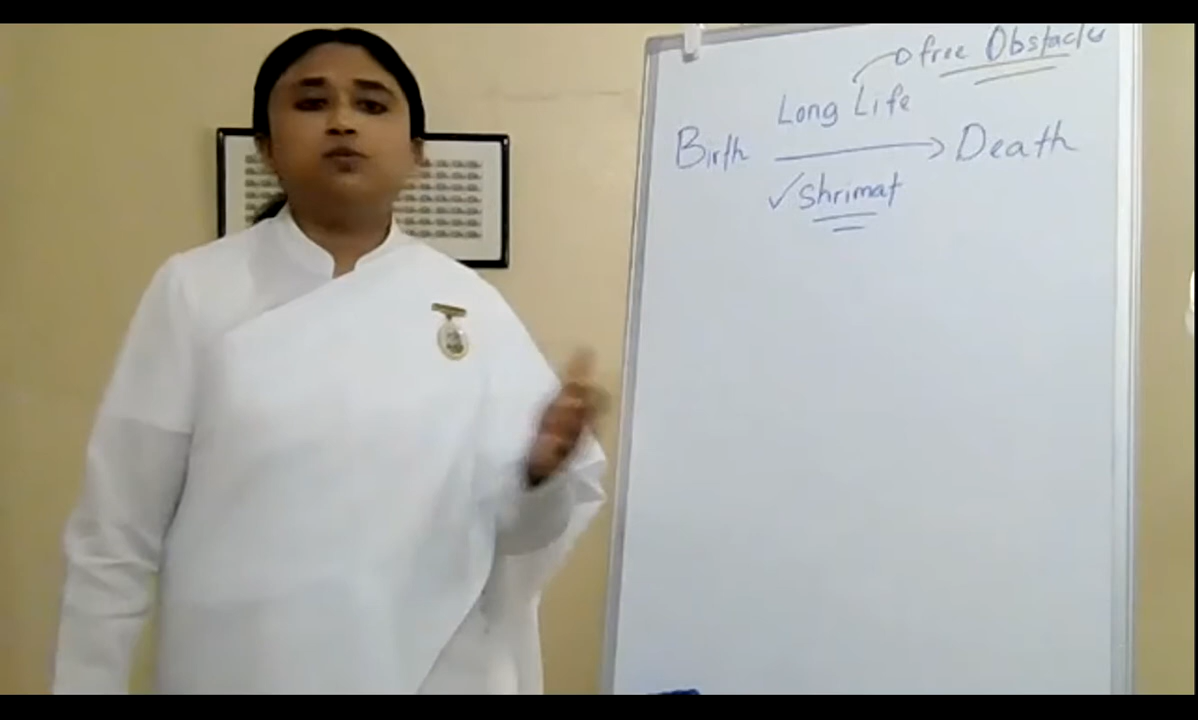 free Obstacles
Long Life
Birth → Death
✓ Shrimat